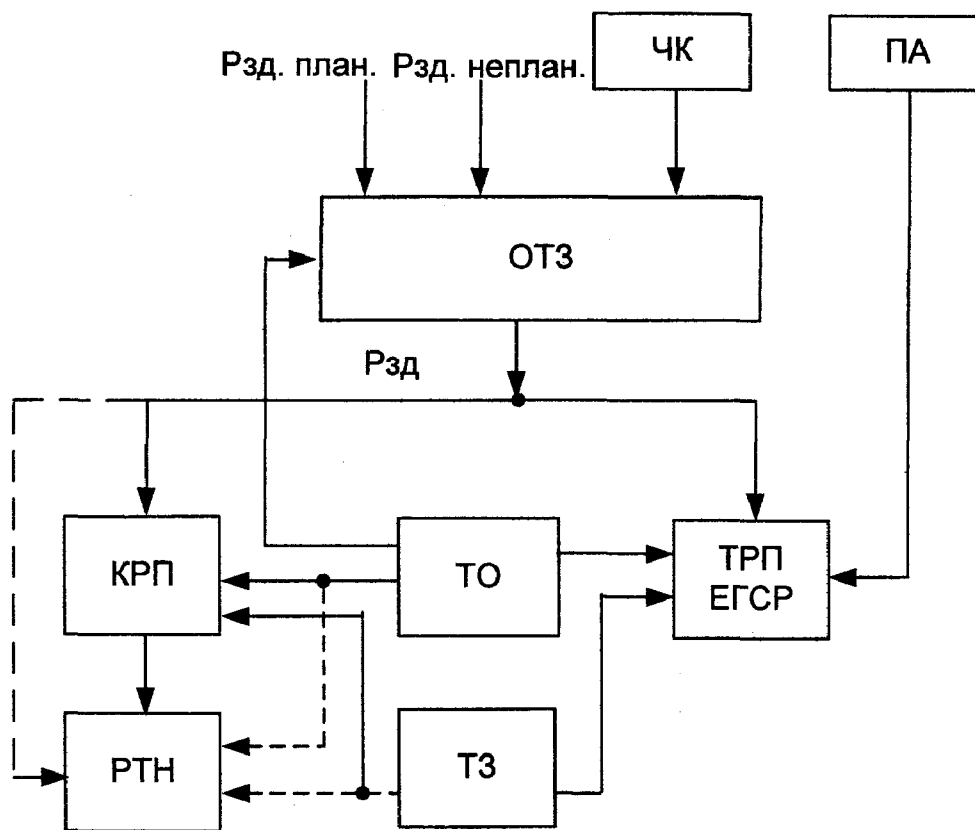 ЧК
ПА
Рзд. план.
Рзд. неплан.
ОТЗ
Рзд
КРП
ТО
ТРП
ЕГСР
РТН
ТЗ